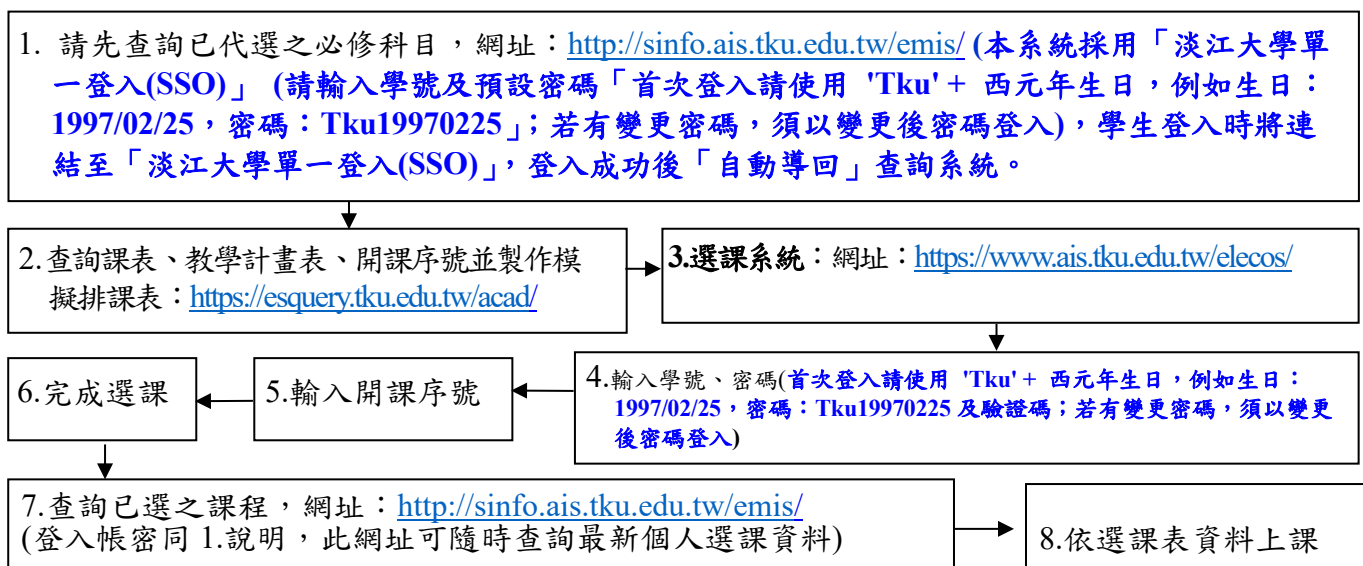 1. 請先查詢已代選之必修科目，網址：http://sinfo.ais.tku.edu.tw/emis/ (本系統採用「淡江大學單
一登入(SSO)」 (請輸入學號及預設密碼「首次登入請使用 'Tku' + 西元年生日，例如生日：
1997/02/25，密碼：Tku19970225」；若有變更密碼，須以變更後密碼登入)，學生登入時將連
結至「淡江大學單一登入(SSO)」，登入成功後「自動導回」查詢系統。
2.查詢課表、教學計畫表、開課序號並製作模
擬排課表：https://esquery.tku.edu.tw/acad/
3.選課系統：網址：https://www.ais.tku.edu.tw/elecos/
4.輸入學號、密碼(首次登入請使用 'Tku' + 西元年生日，例如生日：
1997/02/25，密碼：Tku19970225 及驗證碼；若有變更密碼，須以變更
後密碼登入)
5.輸入開課序號
6.完成選課
7.查詢已選之課程，網址：http://sinfo.ais.tku.edu.tw/emis/
(登入帳密同 1.說明，此網址可隨時查詢最新個人選課資料)
8.依選課表資料上課